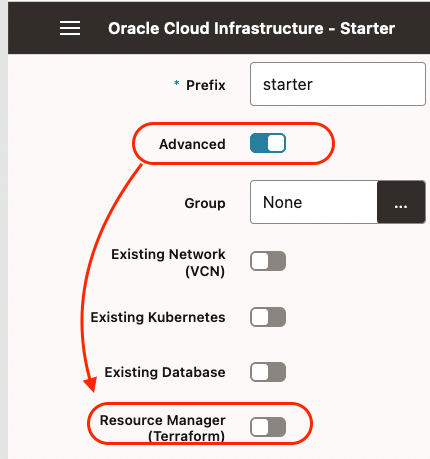 Oracle Cloud Infrastructure - Starter
* Prefix starter
Advanced
Group None ...
Existing Network
(VCN)
Existing Kubernetes
Existing Database
Resource Manager
(Terraform)